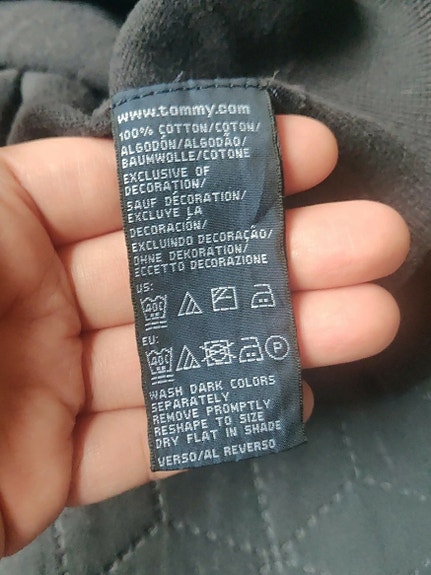 www.tommy.com
100% COTTON/COTON/
ALGODÓN/ALGODÃO/
BAUMWOLLE/COTONE
EXCLUSIVE OF
DECORATION/
SAUF DÉCORATION/
EXCLUYE LA
DECORACIÓN/
EXCLUINDO DECORAÇÃO/
OHNE DEKORATION/
ECCETTO DECORAZIONE
US:
40C
EU:
40C P
WASH DARK COLORS
SEPARATELY
REMOVE PROMPTLY
RESHAPE TO SIZE
DRY FLAT IN SHADE
VERSO/AL REVERSO